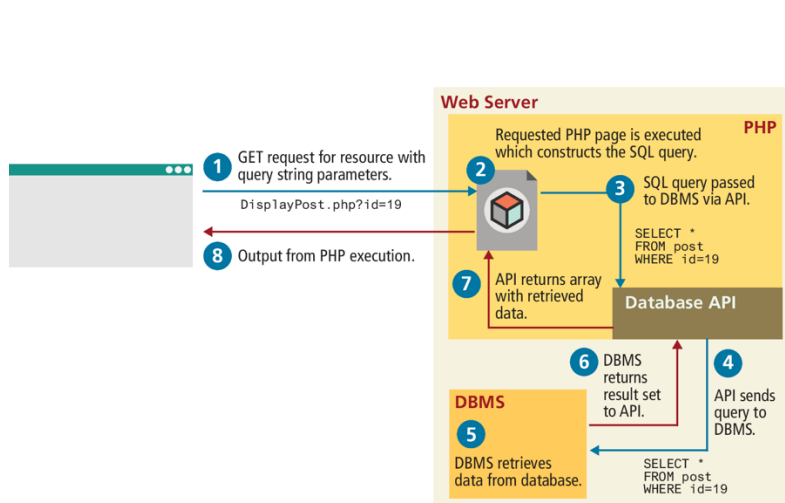 Web Server
PHP
Requested PHP page is executed
which constructs the SQL query.
1
GET request for resource with
query string parameters.
DisplayPost.php?id=19
2
3
SQL query passed
to DBMS via API.
SELECT *
FROM post
WHERE id=19
8
Output from PHP execution.
7
API returns array
with retrieved
data.
Database API
6
DBMS
returns
result set
to API.
4
API sends
query to
DBMS.
DBMS
5
DBMS retrieves
data from database.
SELECT *
FROM post
WHERE id=19